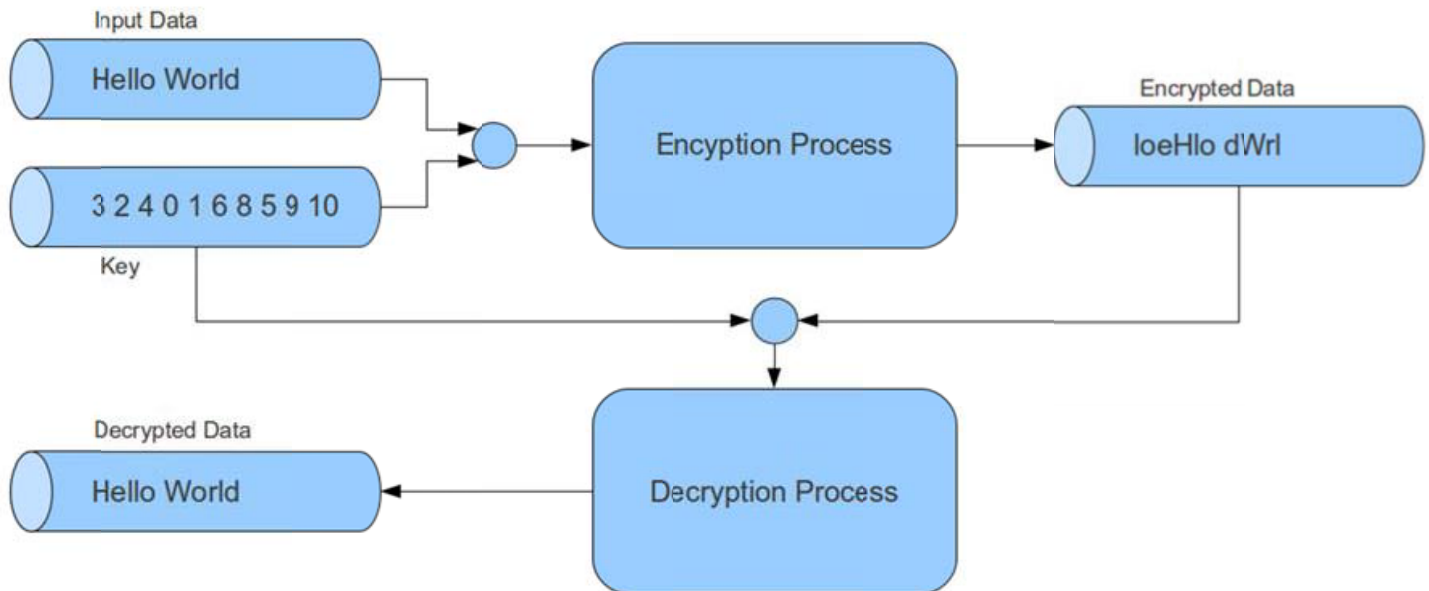 Input Data
Hello World
3 2 4 0 1 6 8 5 9 10
Key
Encyption Process
Encrypted Data
loeHlo dWrl
Decrypted Data
Hello World
Decryption Process